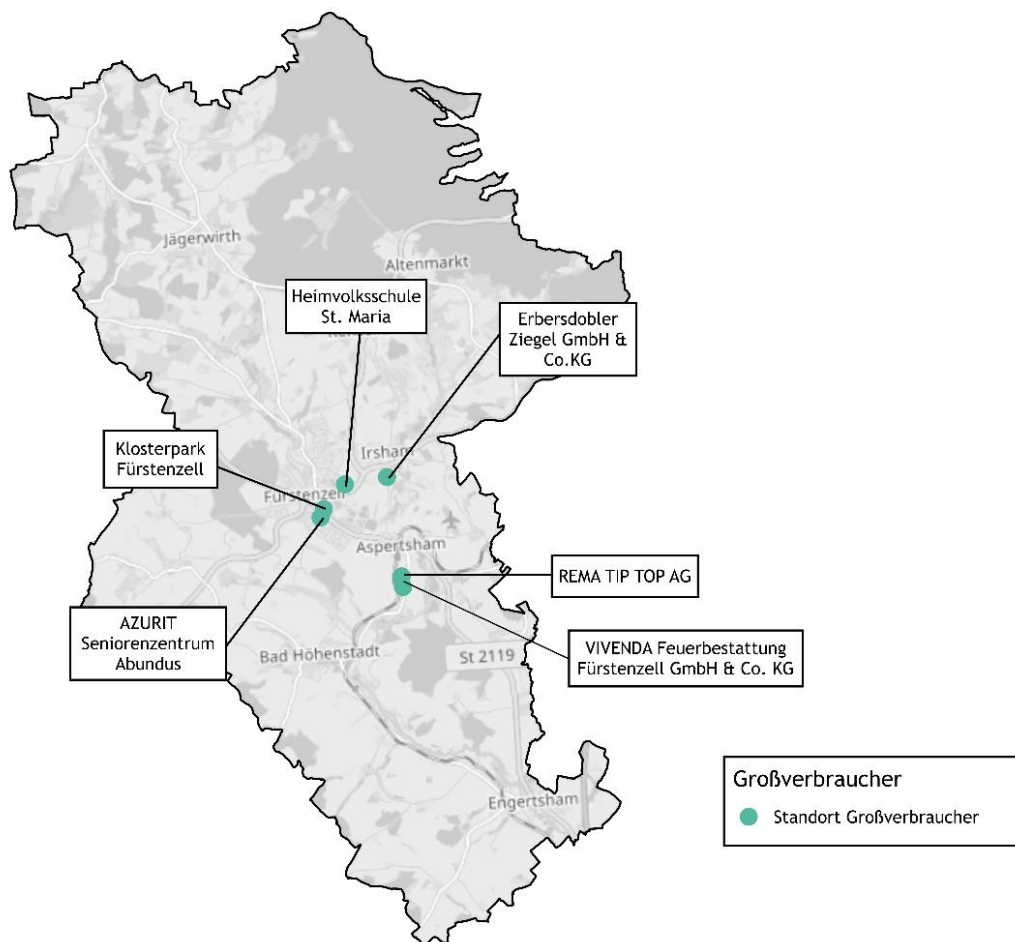 Jägerwirth
Altenmarkt
Heimvolksschule
St. Maria
Erbersdobler
Ziegel GmbH &
Co.KG
Klosterpark
Fürstenzell
Irsham
Fürstenzell
Aspertsham
REMA TIP TOP AG
AZURIT
Seniorenzentrum
Abundus
Bad Höhenstadt
St 2119
VIVENDA Feuerbestattung
Fürstenzell GmbH & Co. KG
Engertsham
Großverbraucher
Standort Großverbraucher